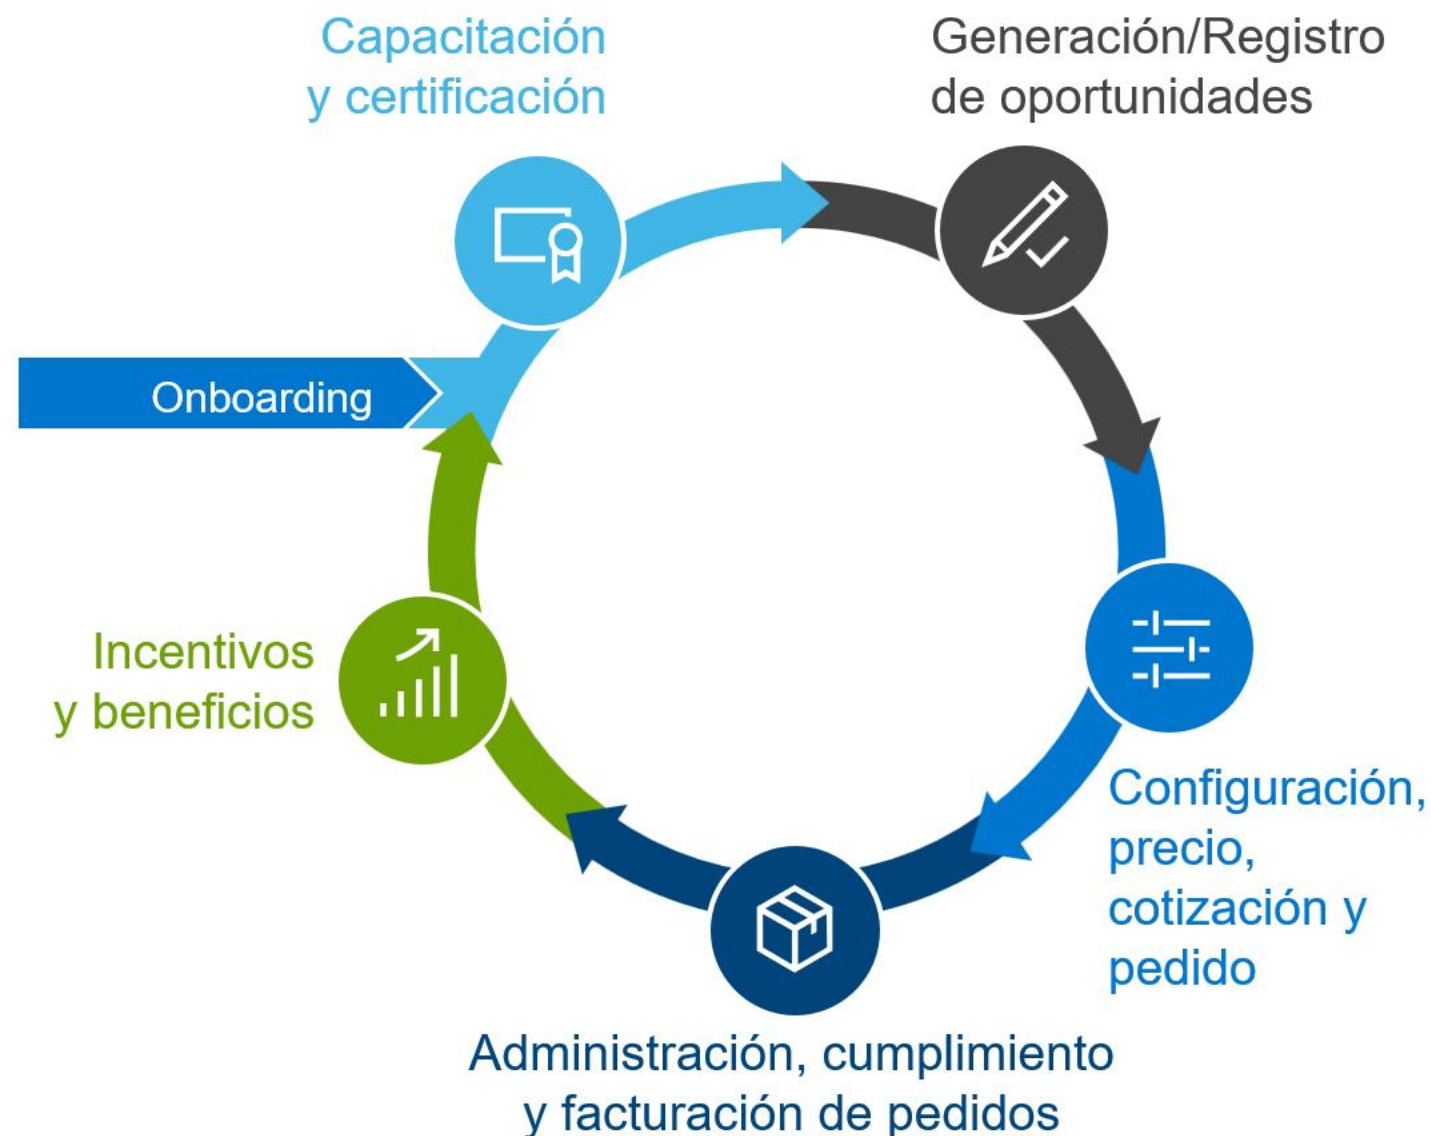 Capacitación
y certificación
Generación/Registro
de oportunidades
Onboarding
Incentivos
y beneficios
Configuración,
precio,
cotización y
pedido
Administración, cumplimiento
y facturación de pedidos